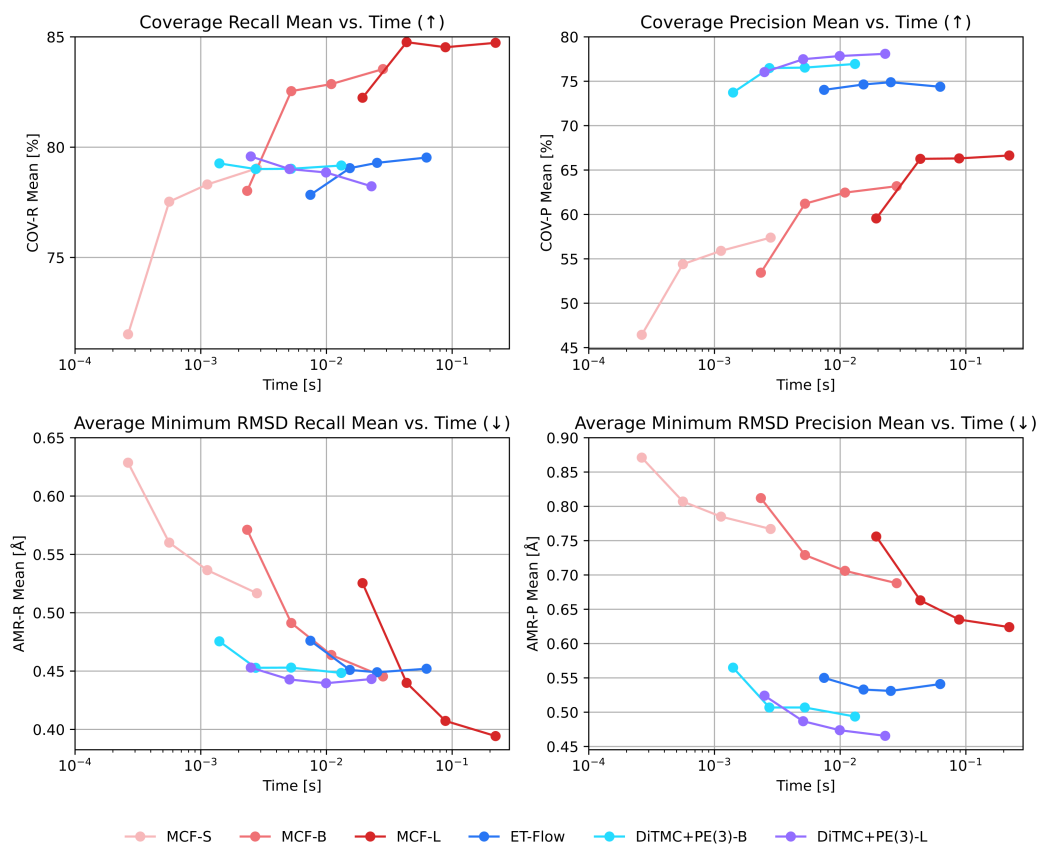 Coverage Recall Mean vs. Time (↑)
COV-R Mean [%]
85
80
75
10⁻⁴ 10⁻³ 10⁻² 10⁻¹
Time [s]
Coverage Precision Mean vs. Time (↑)
COV-P Mean [%]
80
75
70
65
60
55
50
45
10⁻⁴ 10⁻³ 10⁻² 10⁻¹
Time [s]
Average Minimum RMSD Recall Mean vs. Time (↓)
AMR-R Mean [Å]
0.65
0.60
0.55
0.50
0.45
0.40
10⁻⁴ 10⁻³ 10⁻² 10⁻¹
Time [s]
Average Minimum RMSD Precision Mean vs. Time (↓)
AMR-P Mean [Å]
0.90
0.85
0.80
0.75
0.70
0.65
0.60
0.55
0.50
0.45
10⁻⁴ 10⁻³ 10⁻² 10⁻¹
Time [s]
MCF-S MCF-B MCF-L ET-Flow DiTMC+PE(3)-B DiTMC+PE(3)-L